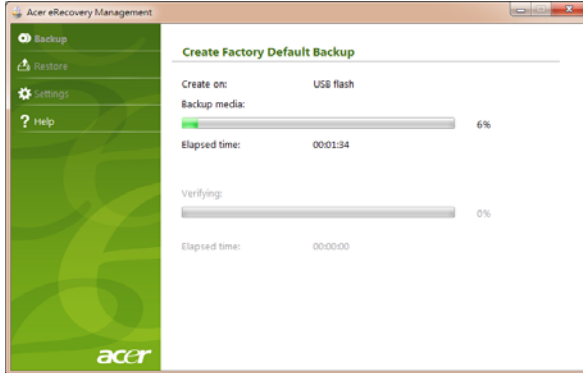 Acer eRecovery Management
Backup
Restore
Settings
? Help
Create Factory Default Backup
Create on: USB flash
Backup media:
6%
Elapsed time: 00:01:34
Verifying:
0%
Elapsed time: 00:00:00
acer